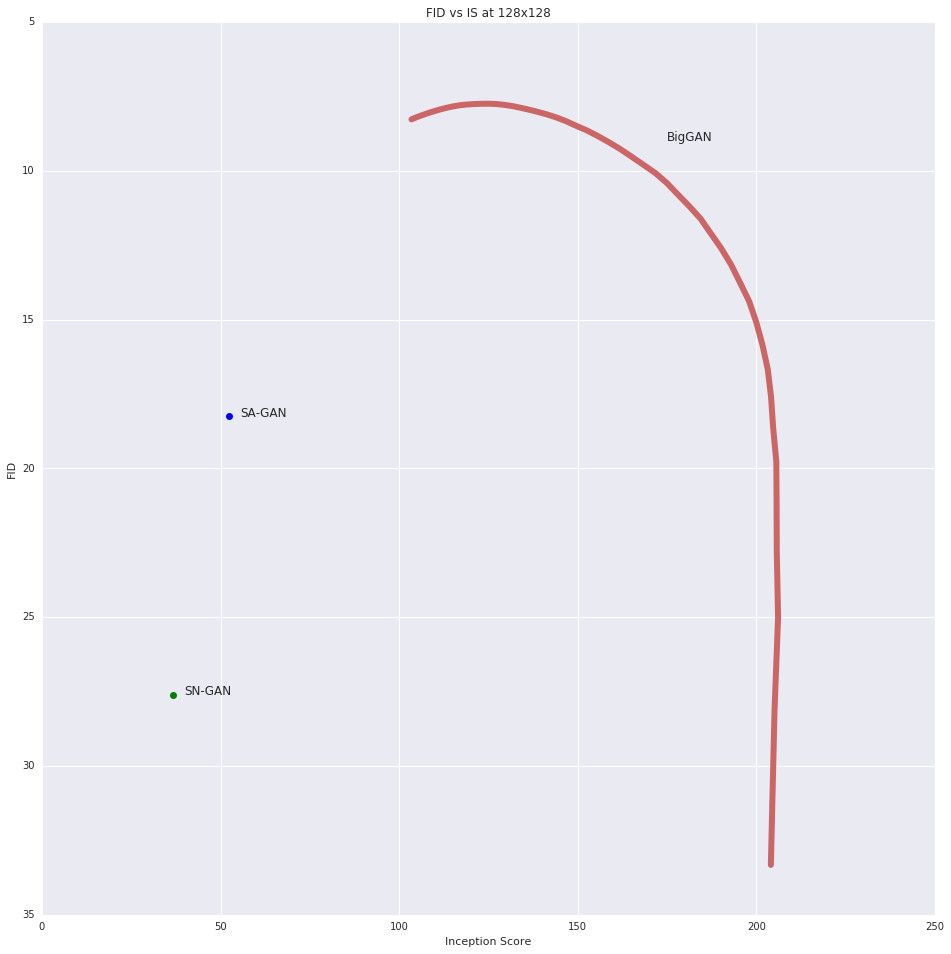 FID vs IS at 128x128
5
BigGAN
10
15
SA-GAN
FID
20
25
SN-GAN
30
35
0 50 100 150 200 250
Inception Score